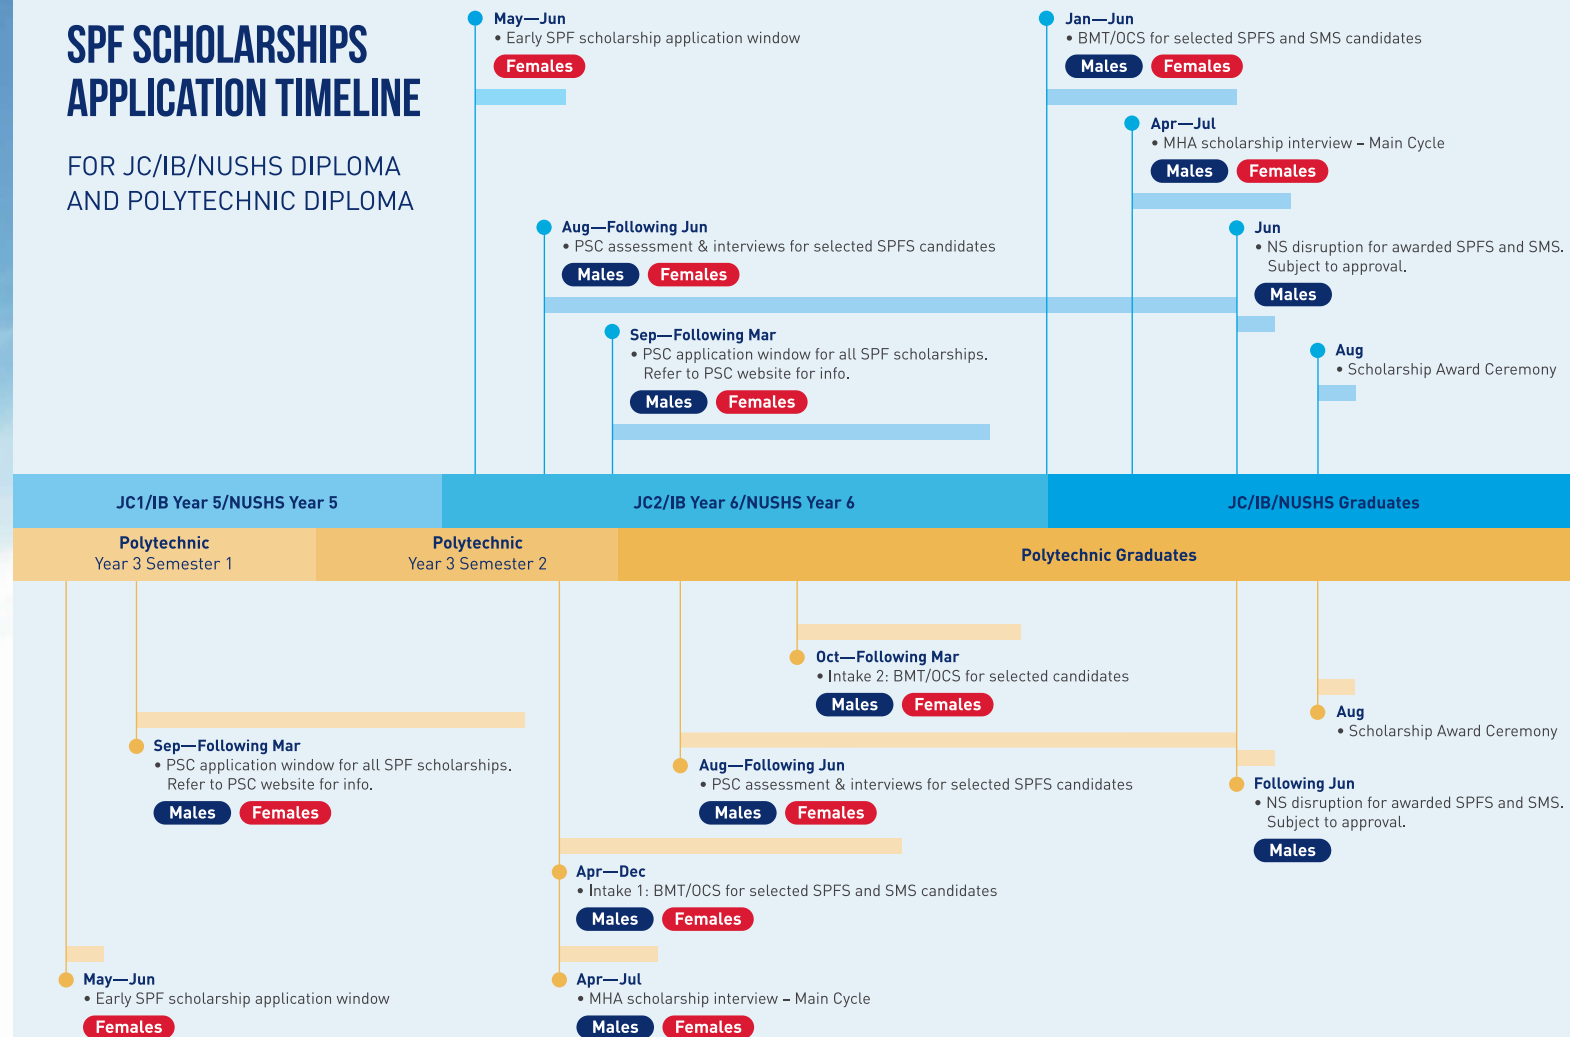 SPF SCHOLARSHIPS
APPLICATION TIMELINE
FOR JC/IB/NUSHS DIPLOMA
AND POLYTECHNIC DIPLOMA
May—Jun
• Early SPF scholarship application window
Females
Aug—Following Jun
• PSC assessment & interviews for selected SPFS candidates
Males Females
Sep—Following Mar
• PSC application window for all SPF scholarships.
Refer to PSC website for info.
Males Females
Jan—Jun
• BMT/OCS for selected SPFS and SMS candidates
Males Females
Apr—Jul
• MHA scholarship interview – Main Cycle
Males Females
Jun
• NS disruption for awarded SPFS and SMS.
Subject to approval.
Males
Aug
• Scholarship Award Ceremony
JC1/IB Year 5/NUSHS Year 5
JC2/IB Year 6/NUSHS Year 6
JC/IB/NUSHS Graduates
Polytechnic
Year 3 Semester 1
Polytechnic
Year 3 Semester 2
Polytechnic Graduates
Oct—Following Mar
• Intake 2: BMT/OCS for selected candidates
Males Females
Aug
• Scholarship Award Ceremony
Sep—Following Mar
• PSC application window for all SPF scholarships.
Refer to PSC website for info.
Males Females
Aug—Following Jun
• PSC assessment & interviews for selected SPFS candidates
Males Females
Following Jun
• NS disruption for awarded SPFS and SMS.
Subject to approval.
Males
Apr—Dec
• Intake 1: BMT/OCS for selected SPFS and SMS candidates
Males Females
May—Jun
• Early SPF scholarship application window
Females
Apr—Jul
• MHA scholarship interview – Main Cycle
Males Females